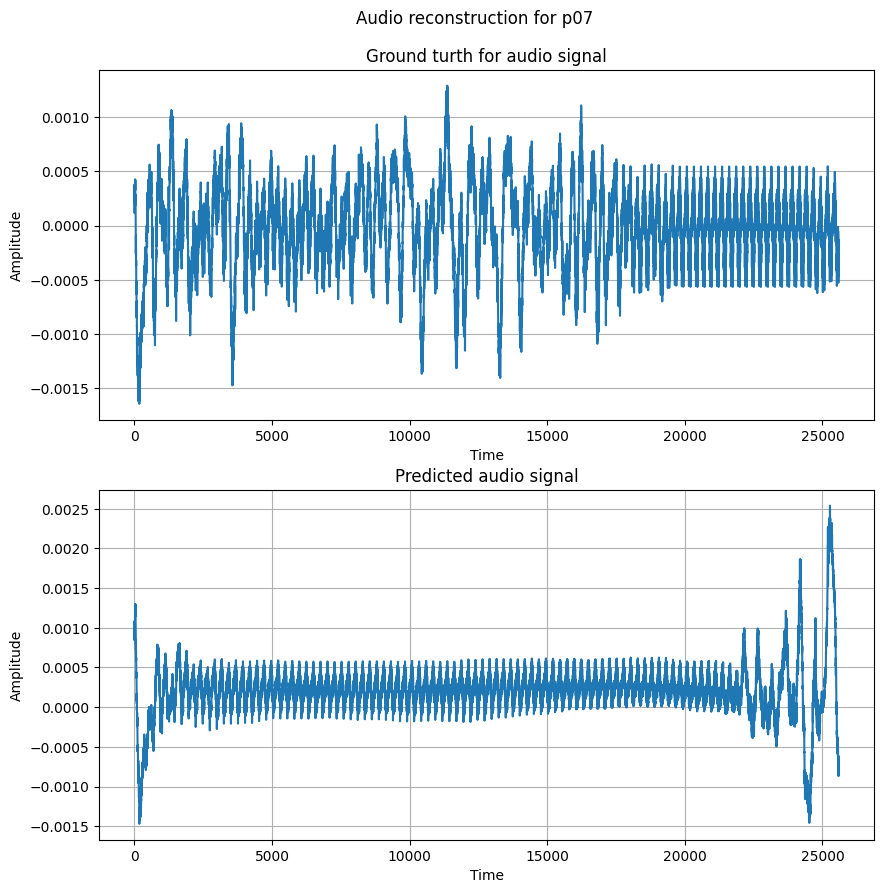 Audio reconstruction for p07
Ground turth for audio signal
0.0010
0.0005
0.0000
−0.0005
−0.0010
−0.0015
Amplitude
0 5000 10000 15000 20000 25000
Time
Predicted audio signal
0.0025
0.0020
0.0015
0.0010
0.0005
0.0000
−0.0005
−0.0010
−0.0015
Amplitude
0 5000 10000 15000 20000 25000
Time